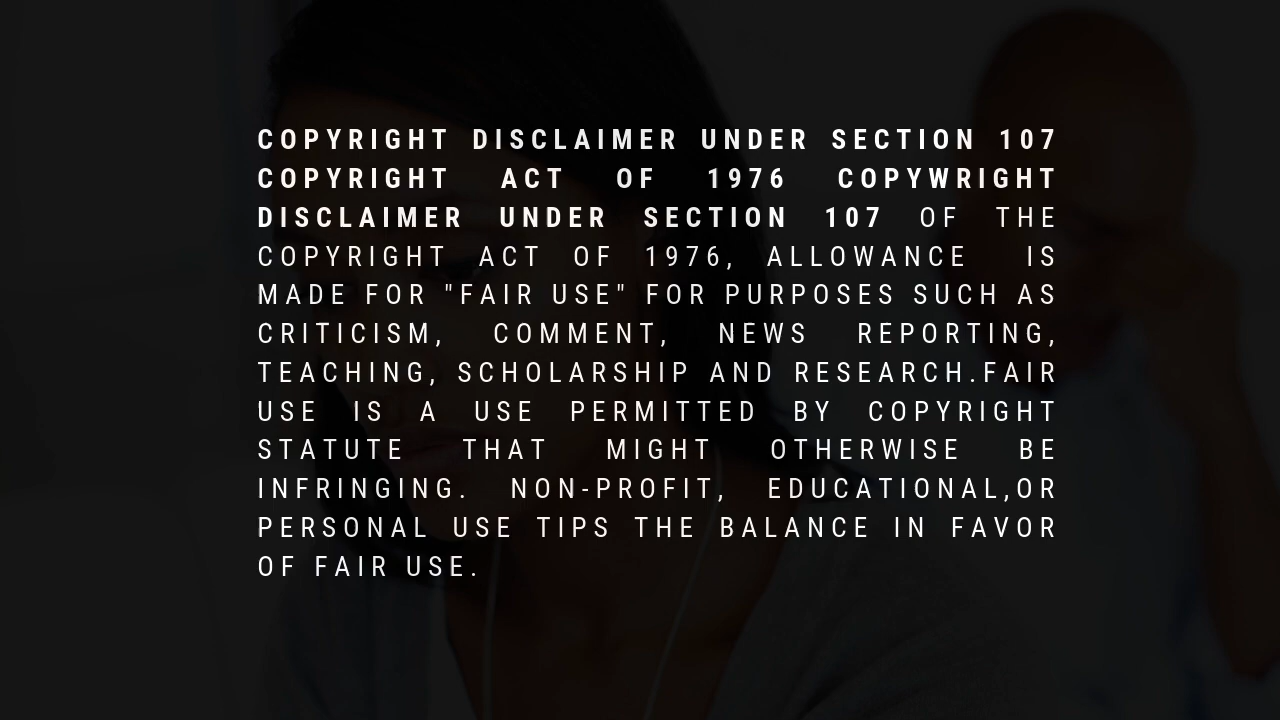 COPYRIGHT DISCLAIMER UNDER SECTION 107
COPYRIGHT ACT OF 1976 COPYWRIGHT
DISCLAIMER UNDER SECTION 107 OF THE
COPYRIGHT ACT OF 1976, ALLOWANCE IS
MADE FOR "FAIR USE" FOR PURPOSES SUCH AS
CRITICISM, COMMENT, NEWS REPORTING,
TEACHING, SCHOLARSHIP AND RESEARCH.FAIR
USE IS A USE PERMITTED BY COPYRIGHT
STATUTE THAT MIGHT OTHERWISE BE
INFRINGING. NON-PROFIT, EDUCATIONAL,OR
PERSONAL USE TIPS THE BALANCE IN FAVOR
OF FAIR USE.